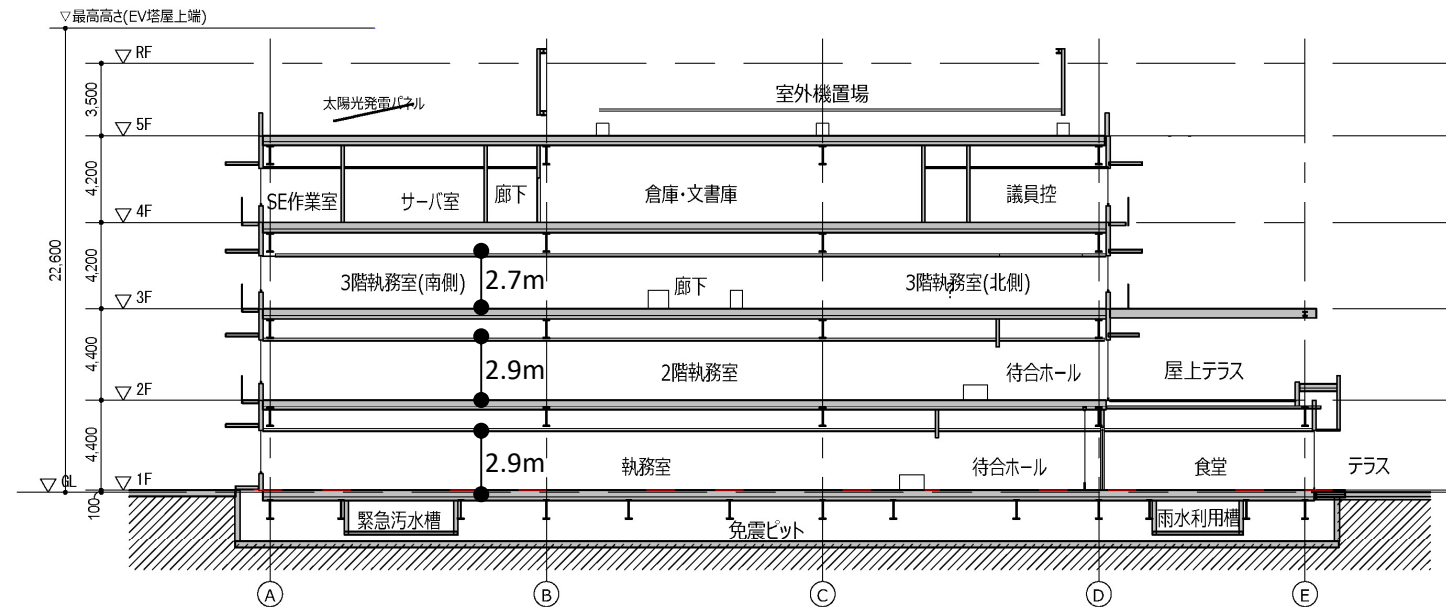 ▽最高高さ(EV塔屋上端)
▽ RF
3,500
太陽光発電パネル
室外機置場
▽ 5F
4,200
SE作業室
サーバ室
廊下
倉庫・文書庫
議員控
▽ 4F
22,600
4,200
2.7m
3階執務室(南側)
廊下
3階執務室(北側)
?
▽ 3F
4,400
2.9m
2階執務室
待合ホール
屋上テラス
▽ 2F
4,400
2.9m
執務室
待合ホール
食堂
テラス
▽ GL
▽ 1F
100
緊急汚水槽
免震ピット
雨水利用槽
A
B
C
D
E